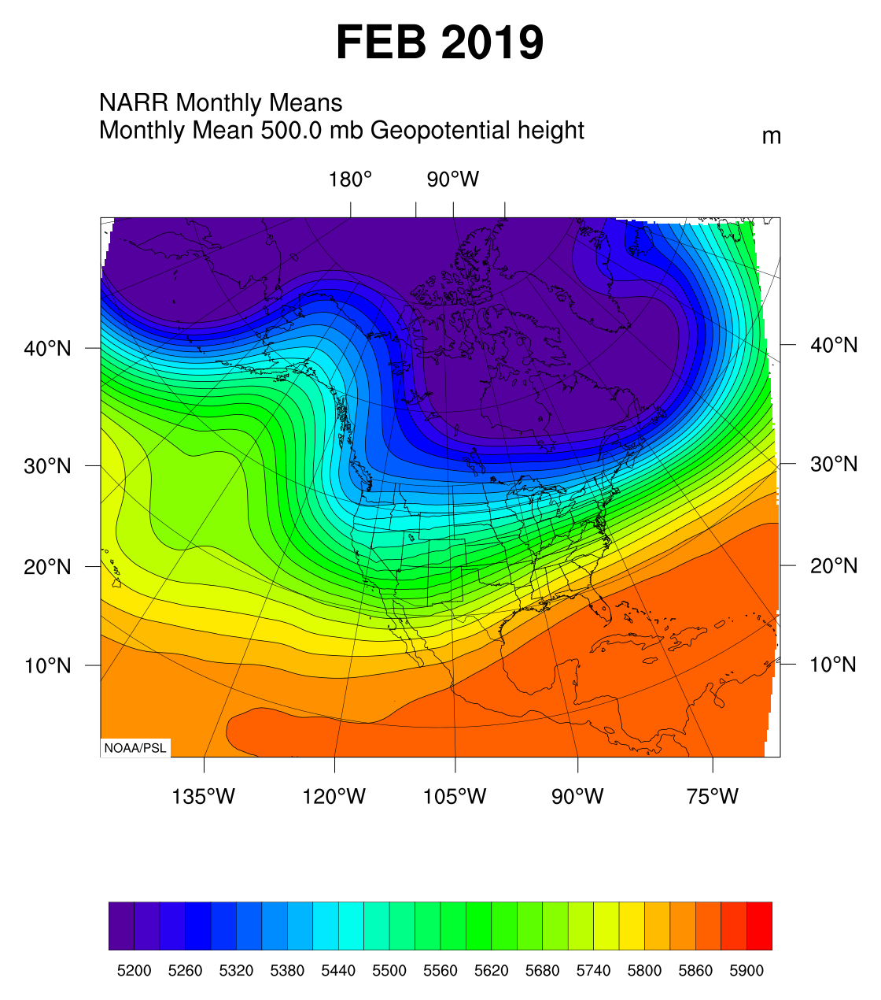 FEB 2019
NARR Monthly Means
Monthly Mean 500.0 mb Geopotential height
m
180° 90°W
40°N 40°N
30°N 30°N
20°N 20°N
10°N 10°N
NOAA/PSL
135°W 120°W 105°W 90°W 75°W
5200 5260 5320 5380 5440 5500 5560 5620 5680 5740 5800 5860 5900